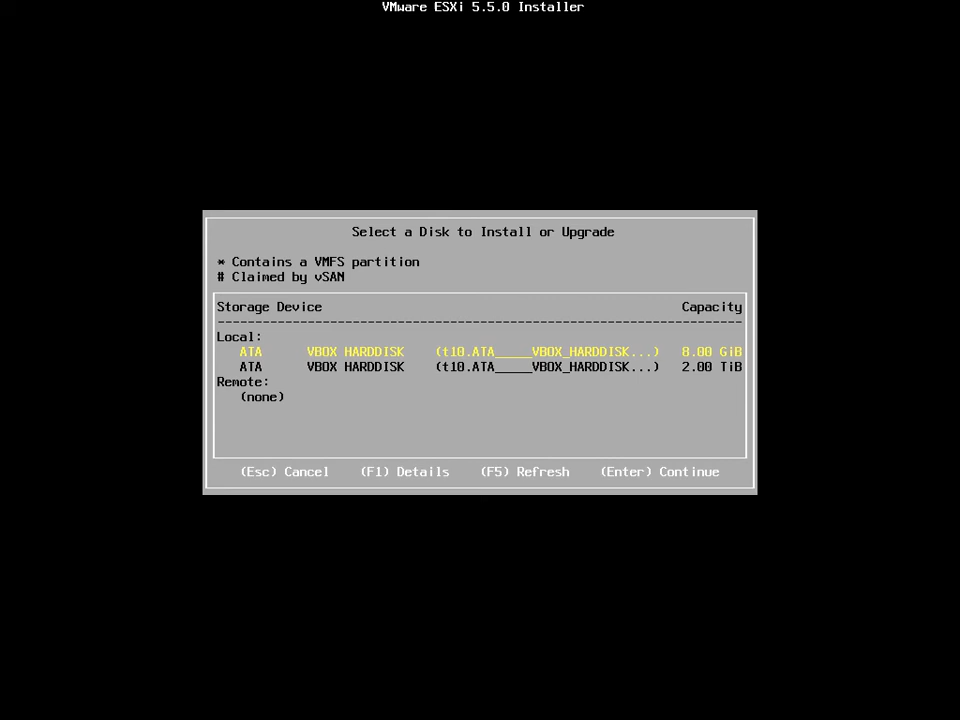 VMware ESXi 5.5.0 Installer
Select a Disk to Install or Upgrade
* Contains a VMFS partition
# Claimed by vSAN
Storage Device Capacity
----------------------------------------------------------------------
Local:
ATA VBOX HARDDISK (t10.ATA_____VBOX_HARDDISK...) 8.00 GiB
ATA VBOX HARDDISK (t10.ATA_____VBOX_HARDDISK...) 2.00 TiB
Remote:
(none)
(Esc) Cancel (F1) Details (F5) Refresh (Enter) Continue